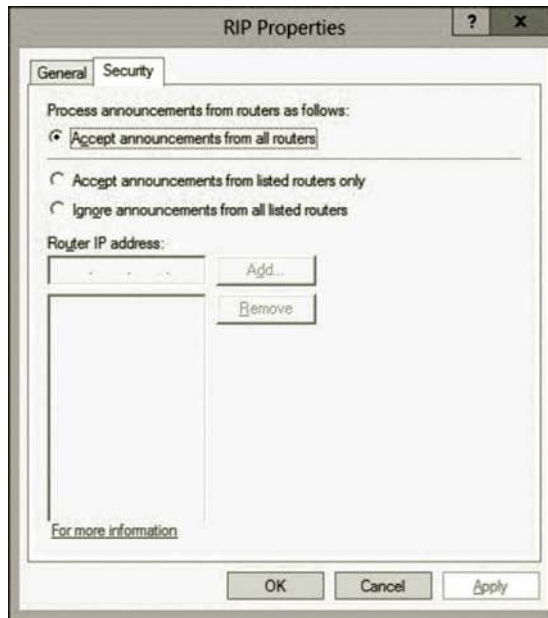 RIP Properties
? x
General Security
Process announcements from routers as follows:
Accept announcements from all routers
Accept announcements from listed routers only
Ignore announcements from all listed routers
Router IP address:
. . . Add...
Remove
For more information
OK Cancel Apply